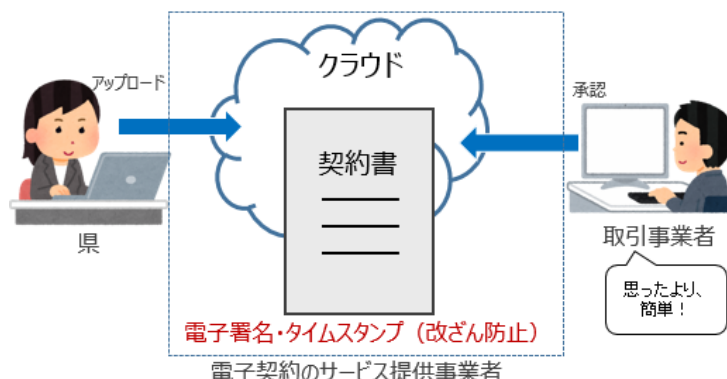 クラウド
アップロード
承認
契約書
県
取引事業者
思ったより、
簡単！
電子署名・タイムスタンプ（改ざん防止）
電子契約のサービス提供事業者